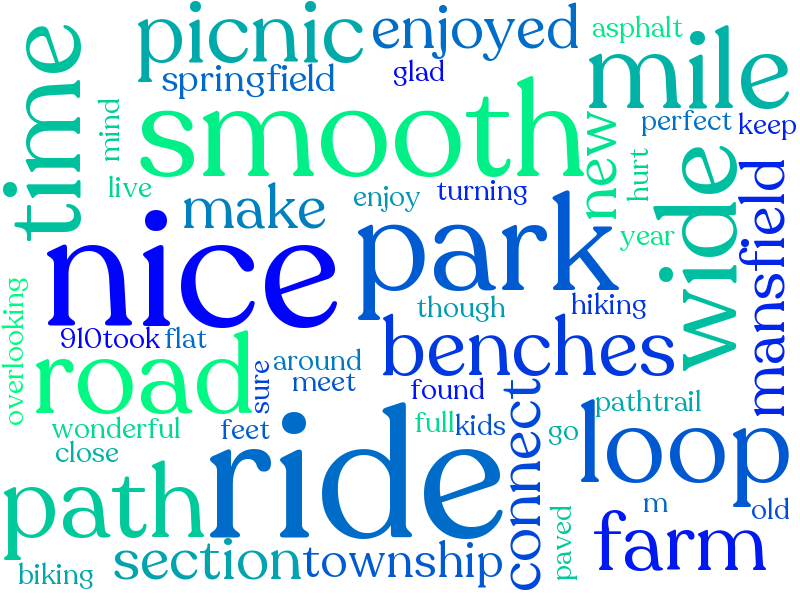 picnic
enjoyed
asphalt
time
springfield
glad
mile
smooth
perfect
keep
mind
new
live
make
enjoy
turning
hurt
wide
mansfield
nice
park
year
overlooking
though
hiking
910
took
flat
road
sure
around
meet
benches
found
connect
pathtrail
wonderful
feet
full
kids
go
loop
close
path
ride
m
old
section
township
paved
farm
biking